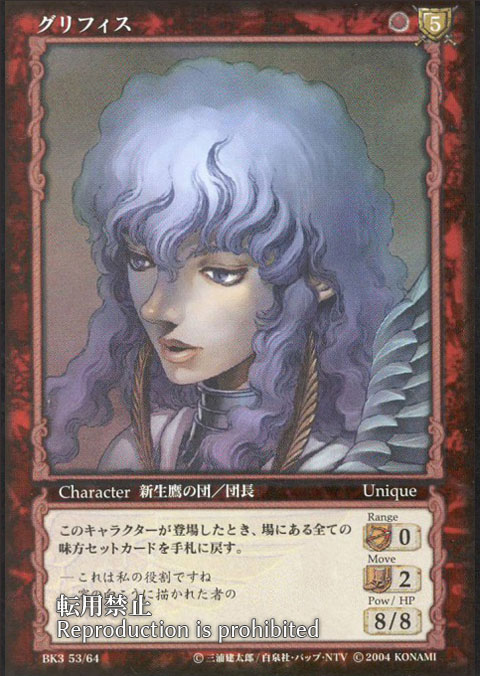 グリフィス
5
Character 新生鷹の団／団長 Unique
このキャラクターが登場したとき、場にある全ての
味方セットカードを手札に戻す。
Range
0
Move
2
Pow/ HP
8/8
―これは私の役割ですね
のように描かれた者の
転用禁止
Reproduction is prohibited
BK3 53/64
© 三浦建太郎／白泉社・バップ・NTV © 2004 KONAMI